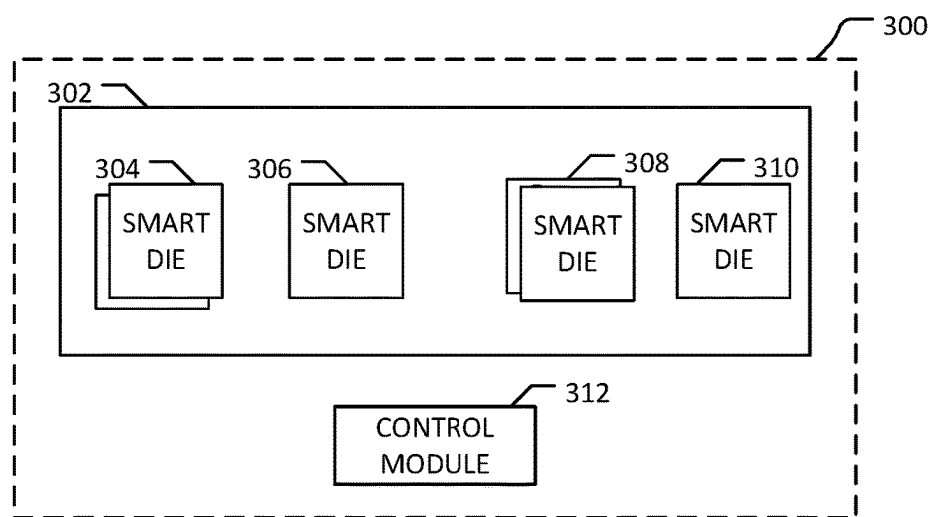 300
302
304
306
308
310
SMART
DIE
SMART
DIE
SMART
DIE
SMART
DIE
312
CONTROL
MODULE